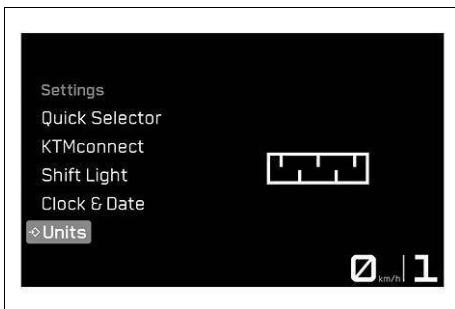 Settings
Quick Selector
KTMconnect
Shift Light
Clock & Date
Units
0 km/h 1